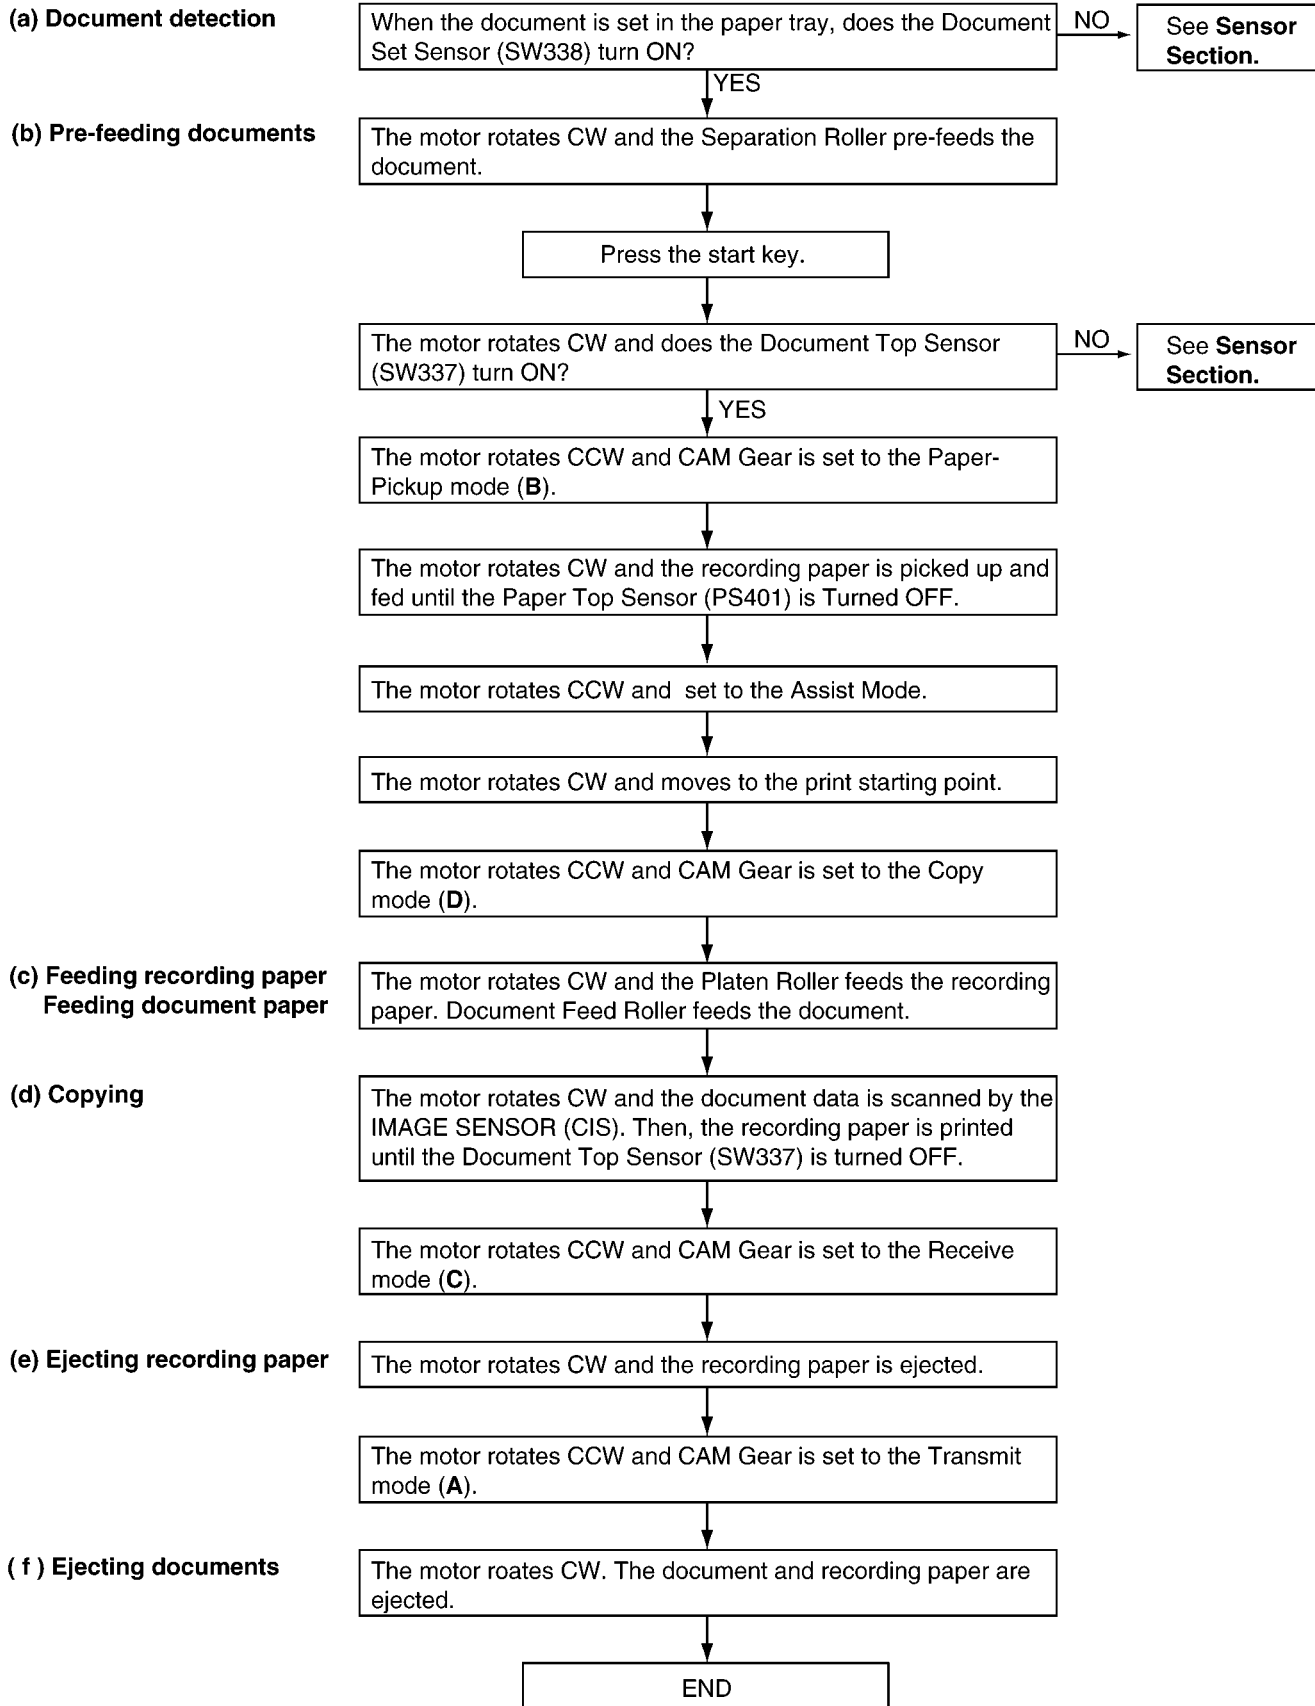 (a) Document detection
When the document is set in the paper tray, does the Document
Set Sensor (SW338) turn ON?
NO
See Sensor
Section.
YES
(b) Pre-feeding documents
The motor rotates CW and the Separation Roller pre-feeds the
document.
Press the start key.
The motor rotates CW and does the Document Top Sensor
(SW337) turn ON?
NO
See Sensor
Section.
YES
The motor rotates CCW and CAM Gear is set to the Paper-
Pickup mode (B).
The motor rotates CW and the recording paper is picked up and
fed until the Paper Top Sensor (PS401) is Turned OFF.
The motor rotates CCW and  set to the Assist Mode.
The motor rotates CW and moves to the print starting point.
The motor rotates CCW and CAM Gear is set to the Copy
mode (D).
(c) Feeding recording paper
Feeding document paper
The motor rotates CW and the Platen Roller feeds the recording
paper. Document Feed Roller feeds the document.
(d) Copying
The motor rotates CW and the document data is scanned by the
IMAGE SENSOR (CIS). Then, the recording paper is printed
until the Document Top Sensor (SW337) is turned OFF.
The motor rotates CCW and CAM Gear is set to the Receive
mode (C).
(e) Ejecting recording paper
The motor rotates CW and the recording paper is ejected.
The motor rotates CCW and CAM Gear is set to the Transmit
mode (A).
( f ) Ejecting documents
The motor roates CW. The document and recording paper are
ejected.
END